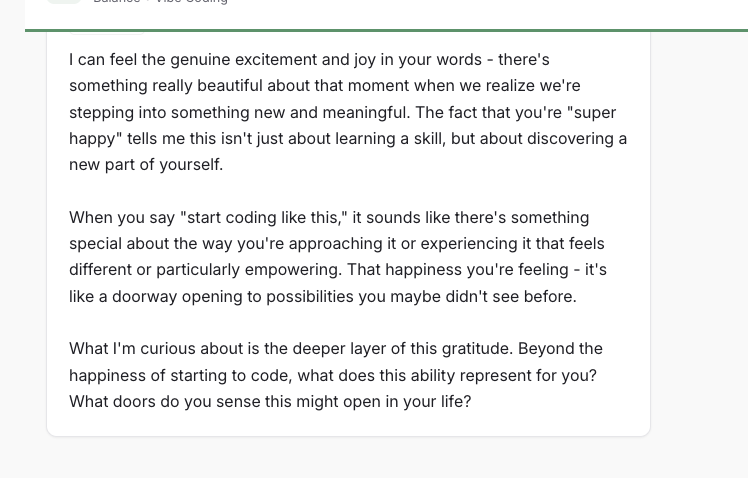 I can feel the genuine excitement and joy in your words - there's
something really beautiful about that moment when we realize we're
stepping into something new and meaningful. The fact that you're "super
happy" tells me this isn't just about learning a skill, but about discovering a
new part of yourself.
When you say "start coding like this," it sounds like there's something
special about the way you're approaching it or experiencing it that feels
different or particularly empowering. That happiness you're feeling - it's
like a doorway opening to possibilities you maybe didn't see before.
What I'm curious about is the deeper layer of this gratitude. Beyond the
happiness of starting to code, what does this ability represent for you?
What doors do you sense this might open in your life?